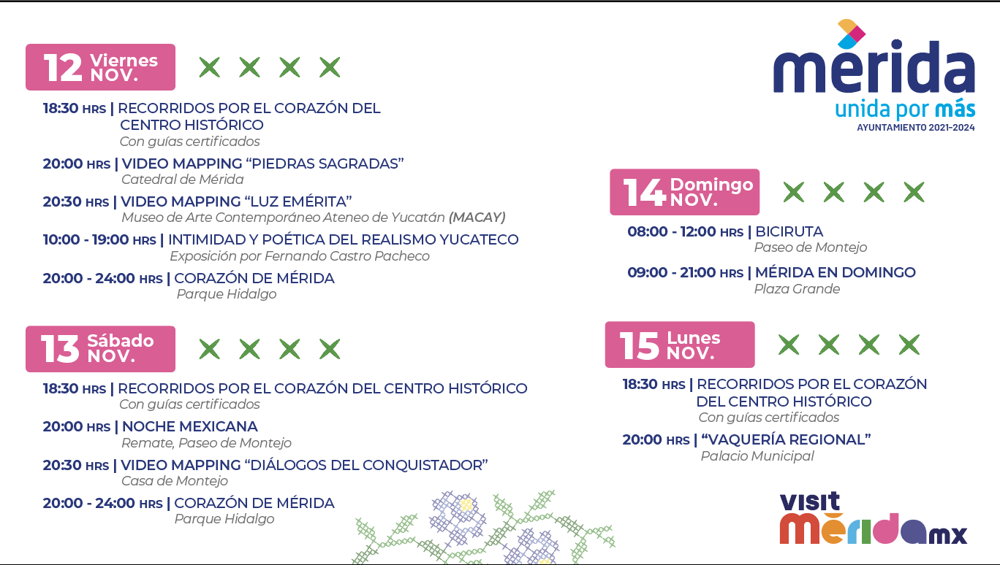 12 Viernes
NOV.
18:30 HRS | RECORRIDOS POR EL CORAZÓN DEL
CENTRO HISTÓRICO
Con guías certificados
20:00 HRS | VIDEO MAPPING “PIEDRAS SAGRADAS”
Catedral de Mérida
20:30 HRS | VIDEO MAPPING “LUZ EMÉRITA”
Museo de Arte Contemporáneo Ateneo de Yucatán (MACAY)
10:00 - 19:00 HRS | INTIMIDAD Y POÉTICA DEL REALISMO YUCATECO
Exposición por Fernando Castro Pacheco
20:00 - 24:00 HRS | CORAZÓN DE MÉRIDA
Parque Hidalgo
13 Sábado
NOV.
18:30 HRS | RECORRIDOS POR EL CORAZÓN DEL CENTRO HISTÓRICO
Con guías certificados
20:00 HRS | NOCHE MEXICANA
Remate, Paseo de Montejo
20:30 HRS | VIDEO MAPPING “DIÁLOGOS DEL CONQUISTADOR”
Casa de Montejo
20:00 - 24:00 HRS | CORAZÓN DE MÉRIDA
Parque Hidalgo
mérida
unida por más
AYUNTAMIENTO 2021-2024
14 Domingo
NOV.
08:00 - 12:00 HRS | BICIRUTA
Paseo de Montejo
09:00 - 21:00 HRS | MÉRIDA EN DOMINGO
Plaza Grande
15 Lunes
NOV.
18:30 HRS | RECORRIDOS POR EL CORAZÓN
DEL CENTRO HISTÓRICO
Con guías certificados
20:00 HRS | “VAQUERÍA REGIONAL”
Palacio Municipal
visit
méridamx